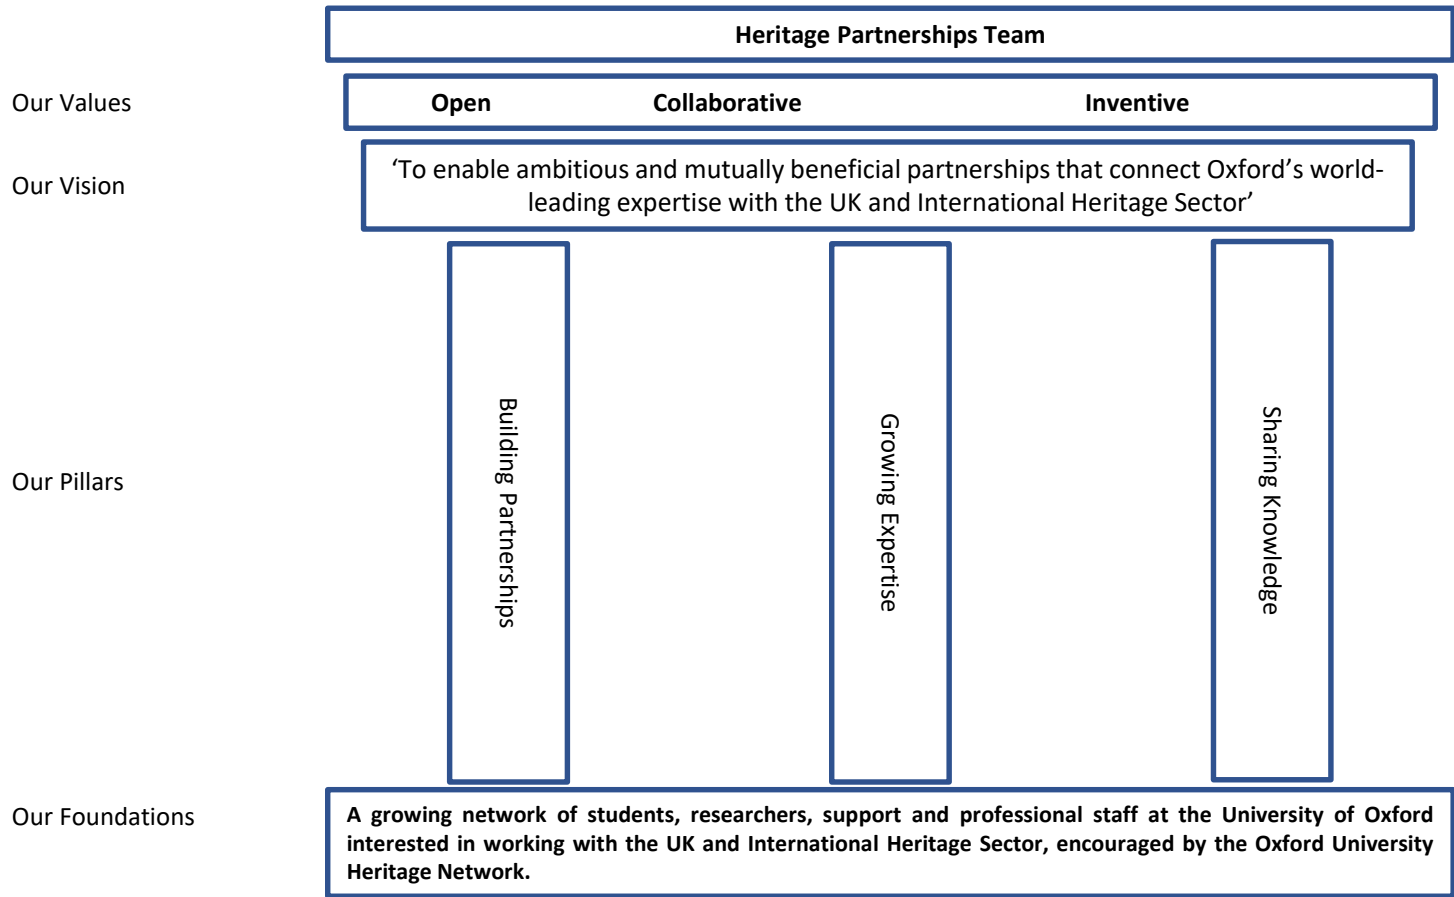 Heritage Partnerships Team
Our Values
Open Collaborative Inventive
Our Vision
‘To enable ambitious and mutually beneficial partnerships that connect Oxford’s world-
leading expertise with the UK and International Heritage Sector’
Our Pillars
Building Partnerships
Growing Expertise
Sharing Knowledge
Our Foundations
A growing network of students, researchers, support and professional staff at the University of Oxford
interested in working with the UK and International Heritage Sector, encouraged by the Oxford University
Heritage Network.